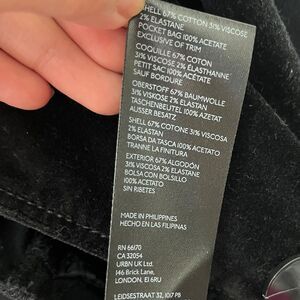 SHELL 67% COTTON 31% VISCOSE
2% ELASTANE
POCKET BAG 100% ACETATE
EXCLUSIVE OF TRIM
COQUILLE 67% COTON
31% VISCOSE 2% ELASTHANNE
PETIT SAC 100% ACETATE
SAUF BORDURE
OBERSTOFF 67% BAUMWOLLE
31% VISKOSE 2% ELASTAN
TASCHENBEUTEL 100% AZETAT
AUSSER BESATZ
SHELL 67% COTONE 31% VISCOSA
2% ELASTAN
BORSA DA TASCA 100% ACETATO
TRANNE LA FINITURA
EXTERIOR 67% ALGODÓN
31% VISCOSA 2% ELASTANE
BOLSA CON BOLSILLO
100% ACETATO
SIN RIBETES
MADE IN PHILIPPINES
HECHO EN LAS FILIPINAS
RN 66170
CA 32054
URBN UK Ltd.
146 Brick Lane,
LONDON, E1 6RU
LEIDSESTRAAT 32, 1017 PB